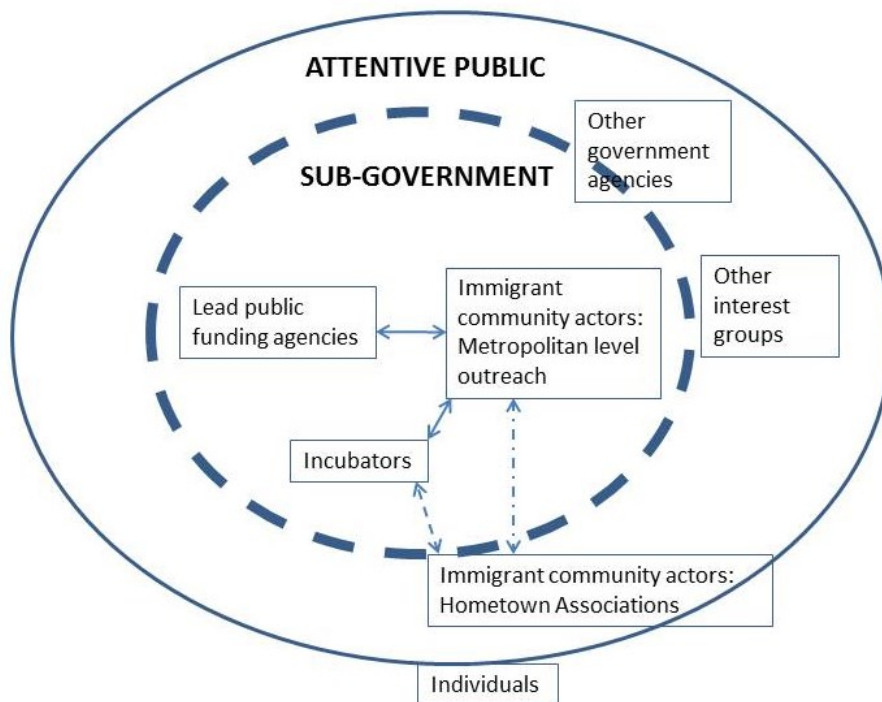 ATTENTIVE PUBLIC
Other
government
agencies
SUB-GOVERNMENT
Other
interest
groups
Lead public
funding agencies
Immigrant
community actors:
Metropolitan level
outreach
Incubators
Immigrant community actors:
Hometown Associations
Individuals